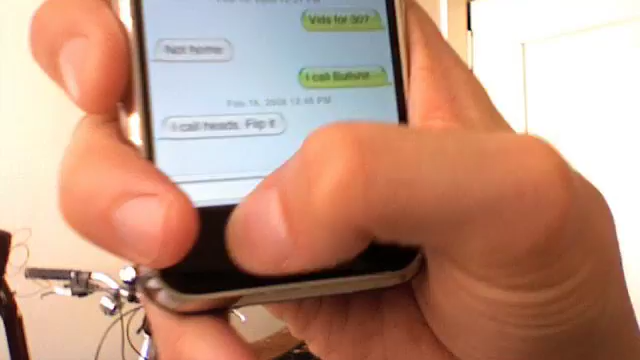 Vids for 30?
Not home
I call Bullshit
Feb 16, 2008 12:46 PM
I call heads. Flip it